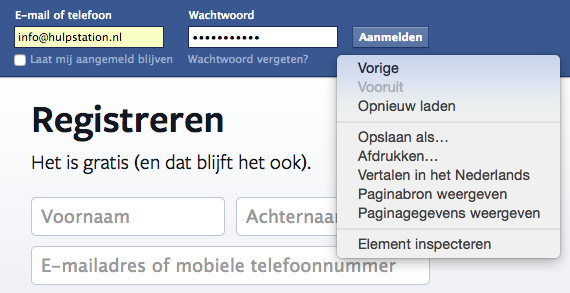 E-mail of telefoon Wachtwoord
info@hulpstation.nl ••••••••••• Aanmelden
Laat mij aangemeld blijven Wachtwoord vergeten?
Registreren
Het is gratis (en dat blijft het ook).
Voornaam Achterna
E-mailadres of mobiele telefoonnummer
Vorige
Vooruit
Opnieuw laden
Opslaan als...
Afdrukken...
Vertalen in het Nederlands
Paginabron weergeven
Paginagegevens weergeven
Element inspecteren